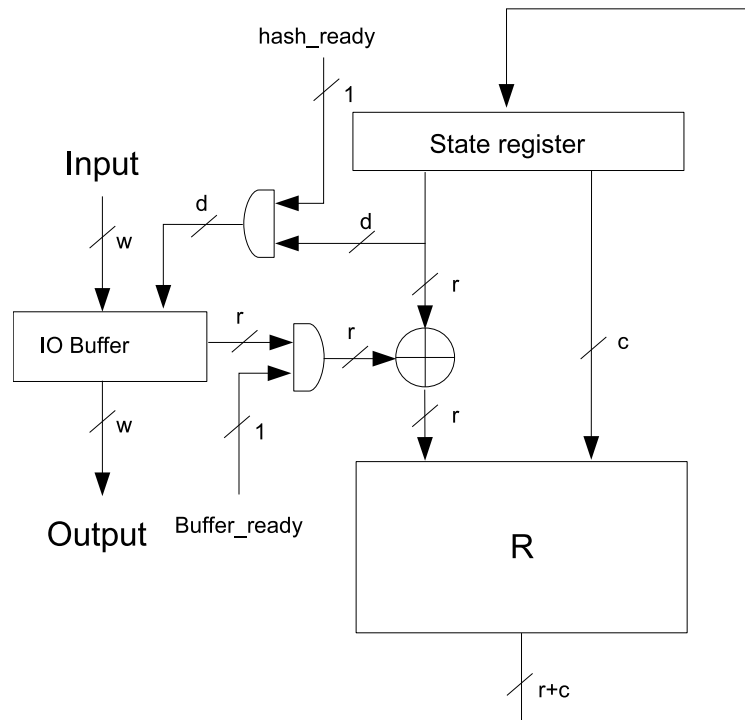 hash_ready
1
State register
Input
d
w
d
r
IO Buffer
r
r
c
w
r
1
Output
Buffer_ready
R
r+c